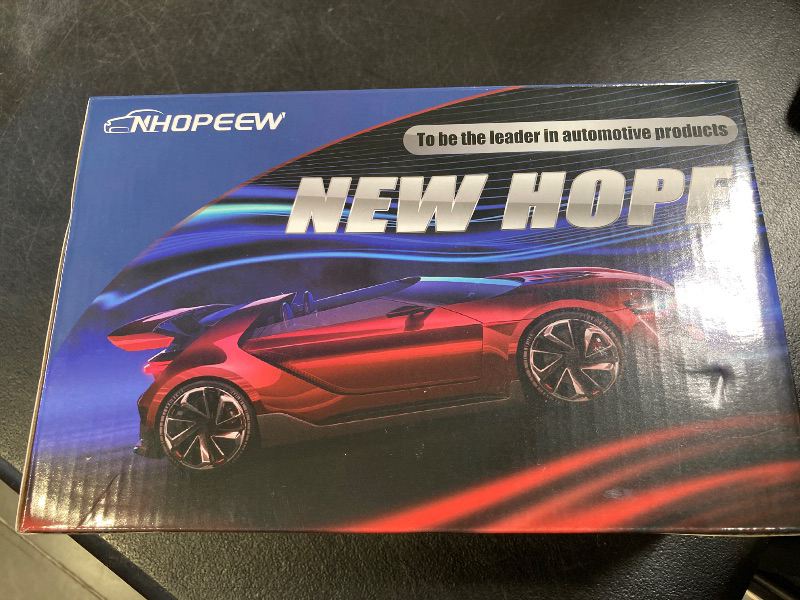 NHOPEEW
To be the leader in automotive products
NEW HOPE